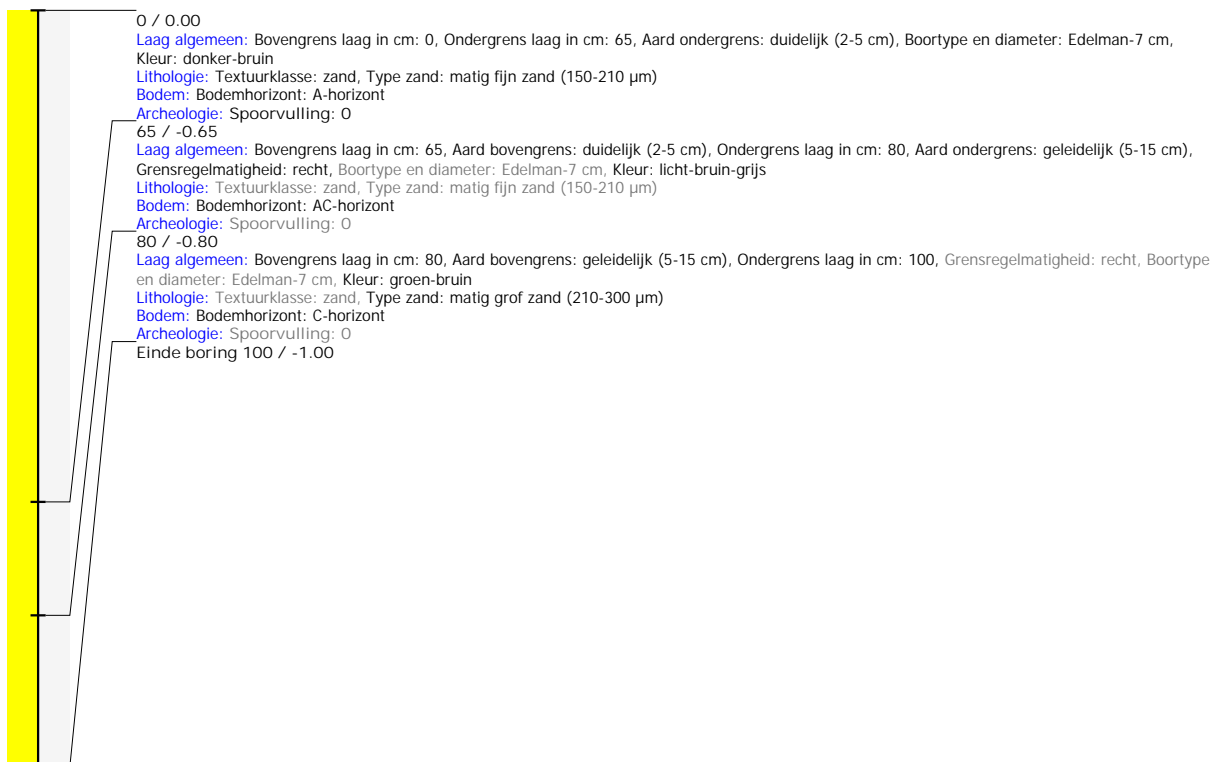 0 / 0.00
Laag algemeen: Bovengrens laag in cm: 0, Ondergrens laag in cm: 65, Aard ondergrens: duidelijk (2-5 cm), Boortype en diameter: Edelman-7 cm,
Kleur: donker-bruin
Lithologie: Textuurklasse: zand, Type zand: matig fijn zand (150-210 µm)
Bodem: Bodemhorizont: A-horizont
Archeologie: Spoorvulling: 0
65 / -0.65
Laag algemeen: Bovengrens laag in cm: 65, Aard bovengrens: duidelijk (2-5 cm), Ondergrens laag in cm: 80, Aard ondergrens: geleidelijk (5-15 cm),
Grensregelmatigheid: recht, Boortype en diameter: Edelman-7 cm, Kleur: licht-bruin-grijs
Lithologie: Textuurklasse: zand, Type zand: matig fijn zand (150-210 µm)
Bodem: Bodemhorizont: AC-horizont
Archeologie: Spoorvulling: 0
80 / -0.80
Laag algemeen: Bovengrens laag in cm: 80, Aard bovengrens: geleidelijk (5-15 cm), Ondergrens laag in cm: 100, Grensregelmatigheid: recht, Boortype
en diameter: Edelman-7 cm, Kleur: groen-bruin
Lithologie: Textuurklasse: zand, Type zand: matig grof zand (210-300 µm)
Bodem: Bodemhorizont: C-horizont
Archeologie: Spoorvulling: 0
Einde boring 100 / -1.00